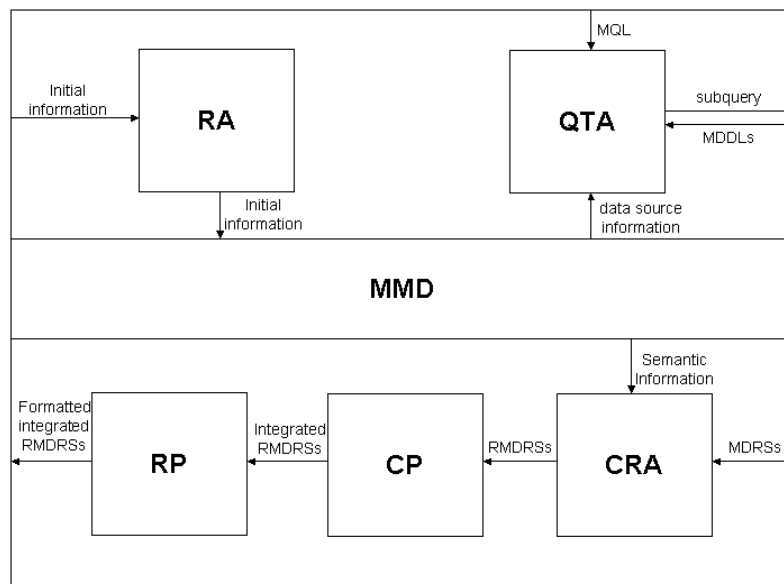 MQL
Initial
information
RA
QTA
subquery
MDDLs
Initial
information
data source
information
MMD
Semantic
Information
Formatted
integrated
RMDRSs
RP
Integrated
RMDRSs
CP
RMDRSs
CRA
MDRSs